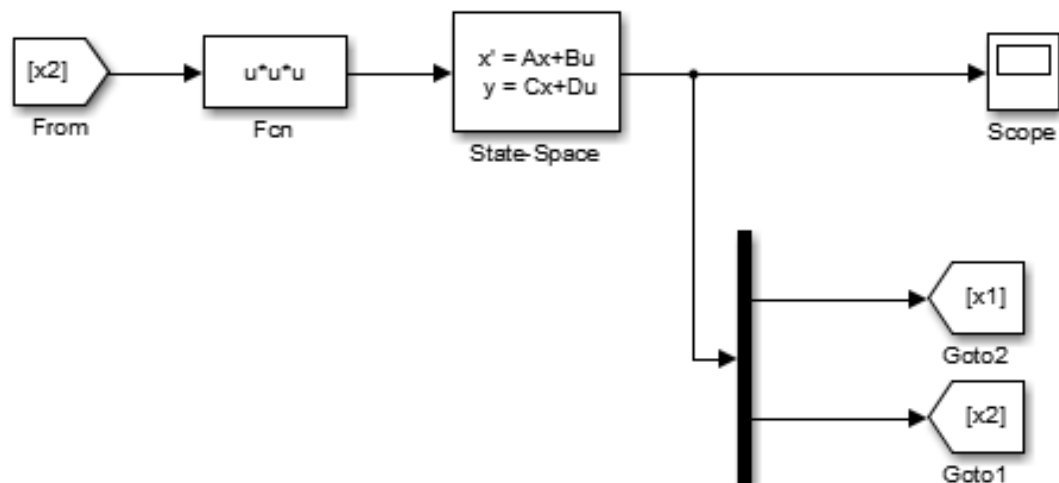 [x2]
From
u*u*u
Fcn
x' = Ax+Bu
y = Cx+Du
State-Space
Scope
[x1]
Goto2
[x2]
Goto1